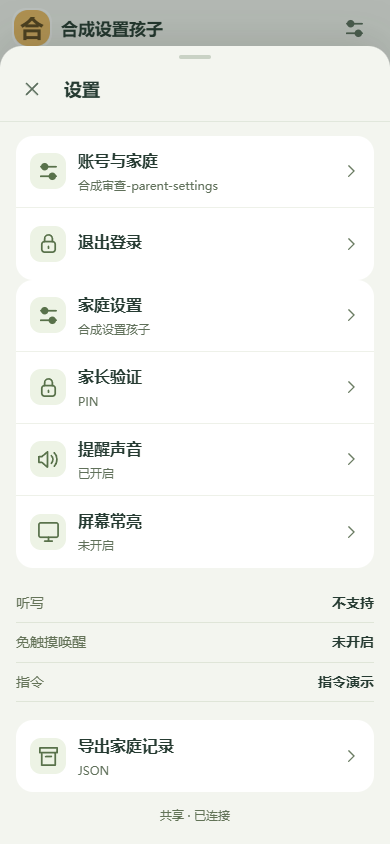 合 合成设置孩子
设置
账号与家庭
合成审查-parent-settings
退出登录
家庭设置
合成设置孩子
家长验证
PIN
提醒声音
已开启
屏幕常亮
未开启
听写 不支持
免触摸唤醒 未开启
指令 指令演示
导出家庭记录
JSON
共享 · 已连接